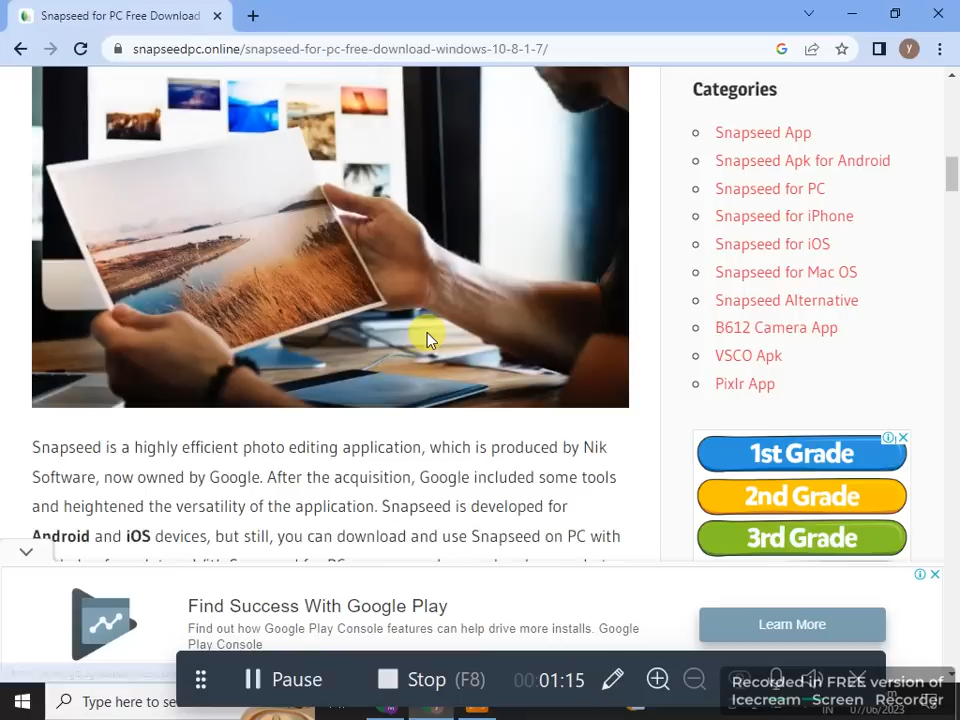 Snapseed for PC Free Download
snapseedpc.online/snapseed-for-pc-free-download-windows-10-8-1-7/
y
Categories
Snapseed App
Snapseed Apk for Android
Snapseed for PC
Snapseed for iPhone
Snapseed for iOS
Snapseed for Mac OS
Snapseed Alternative
B612 Camera App
VSCO Apk
Pixlr App
1st Grade
2nd Grade
3rd Grade
Snapseed is a highly efficient photo editing application, which is produced by Nik
Software, now owned by Google. After the acquisition, Google included some tools
and heightened the versatility of the application. Snapseed is developed for
Android and iOS devices, but still, you can download and use Snapseed on PC with
Find Success With Google Play
Find out how Google Play Console features can help drive more installs. Google
Play Console
Learn More
Pause
Stop (F8)
00:01:15
Recorded in FREE version of
Icecream Screen Recorder
Type here to
IN
07/06/2023